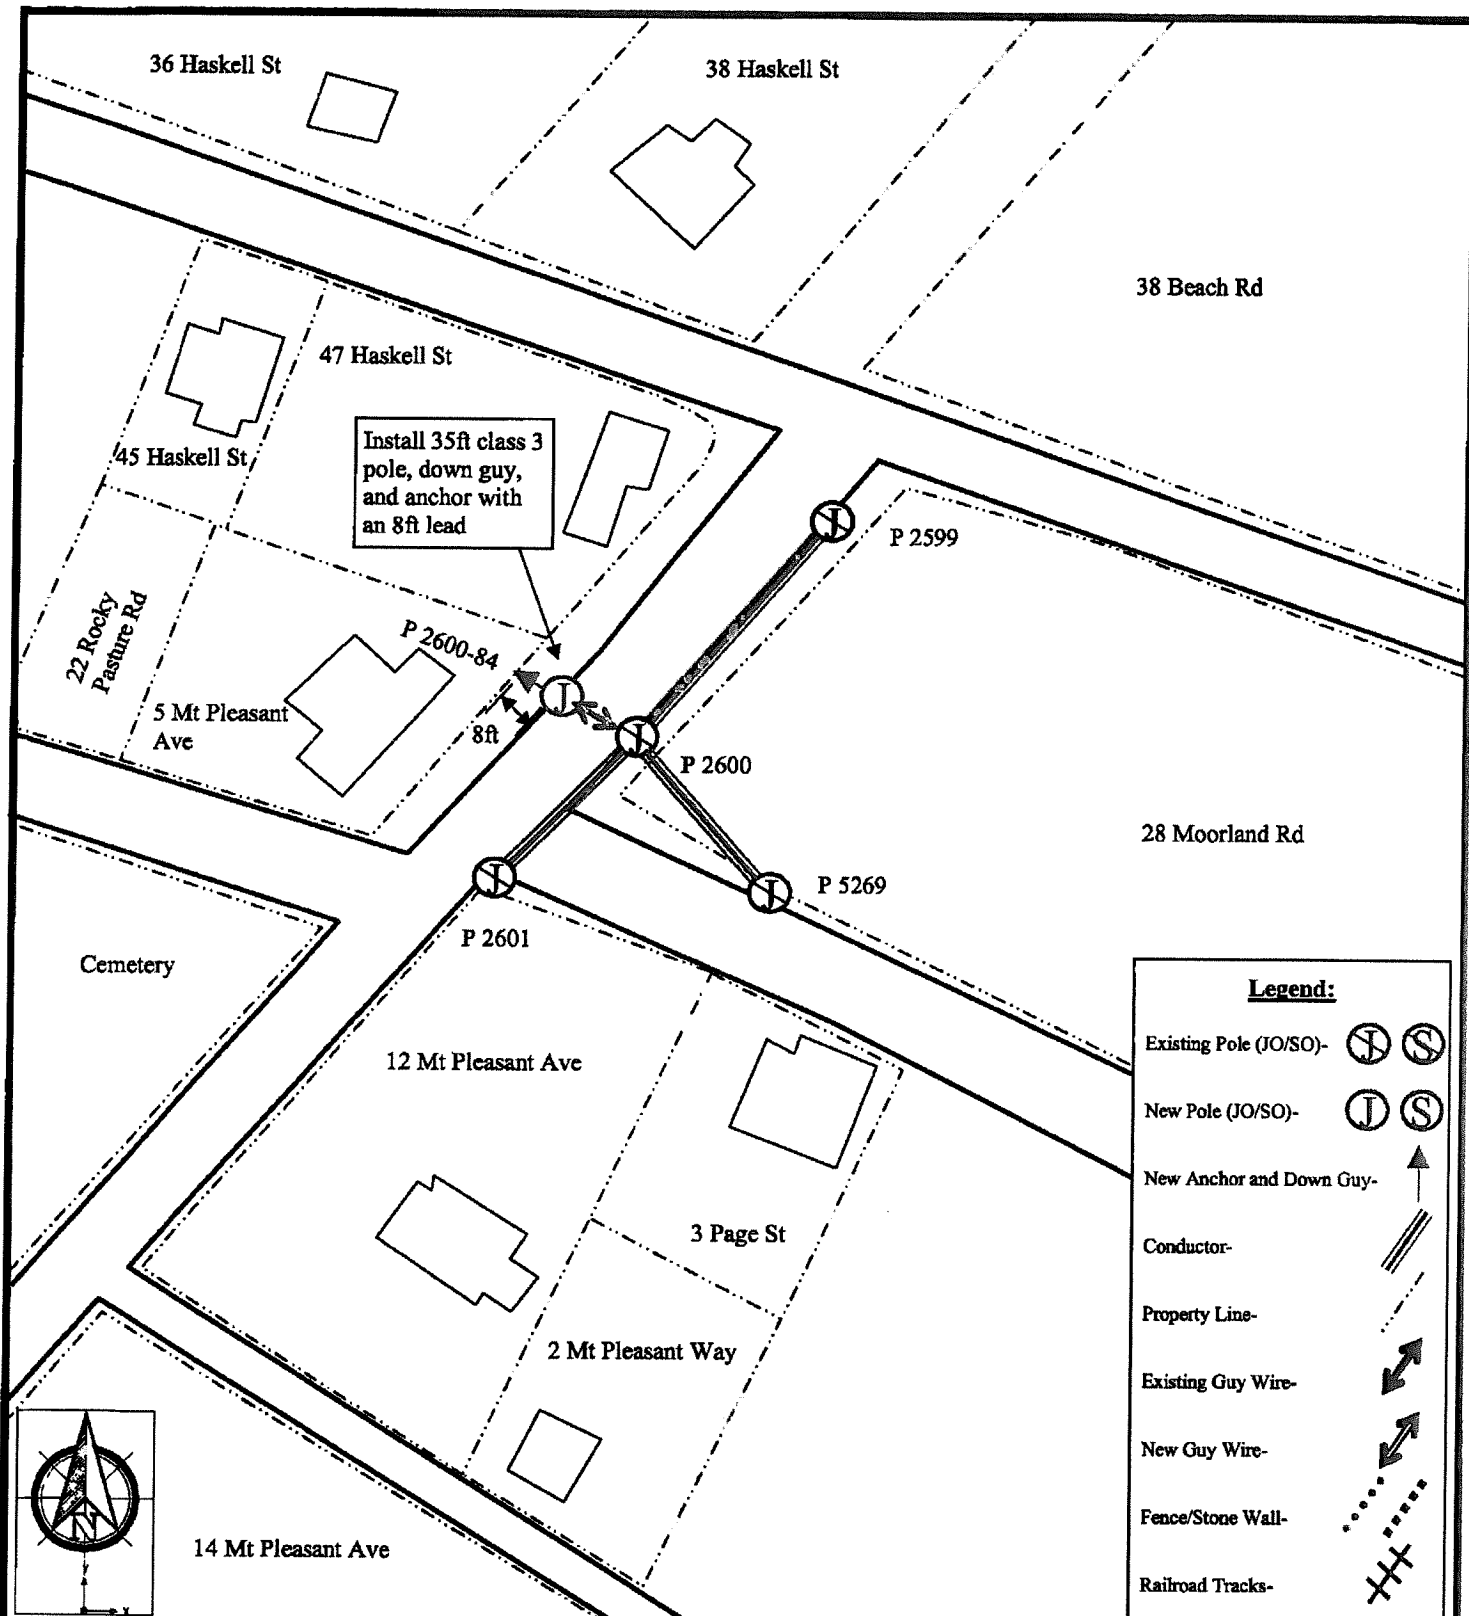 36 Haskell St
38 Haskell St
38 Beach Rd
47 Haskell St
45 Haskell St
Install 35ft class 3
pole, down guy,
and anchor with
an 8ft lead
J
P 2599
22 Rocky
Pasture Rd
P 2600-84
J
8ft
5 Mt Pleasant
Ave
J
P 2600
28 Moorland Rd
J
P 2601
J
P 5269
Cemetery
12 Mt Pleasant Ave
3 Page St
2 Mt Pleasant Way
14 Mt Pleasant Ave
N
Y
X
Legend:
Existing Pole (JO/SO)- J S
New Pole (JO/SO)- J S
New Anchor and Down Guy-
Conductor-
Property Line-
Existing Guy Wire-
New Guy Wire-
Fence/Stone Wall-
Railroad Tracks-